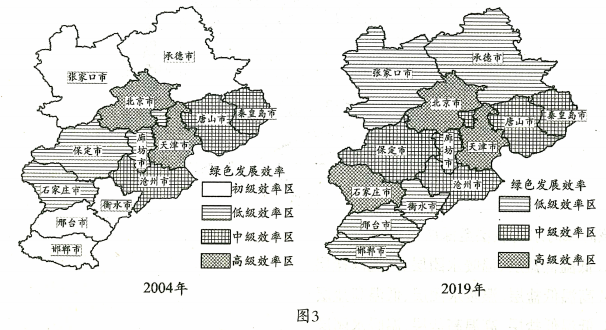 承德市
张家口市
北京市
秦皇岛市
唐山市
廊坊市
天津市
保定市
沧州市
石家庄市
衡水市
邢台市
邯郸市
绿色发展效率
初级效率区
低级效率区
中级效率区
高级效率区
2004年
承德市
张家口市
北京市
秦皇岛市
唐山市
廊坊市
天津市
保定市
沧州市
石家庄市
衡水市
邢台市
邯郸市
绿色发展效率
低级效率区
中级效率区
高级效率区
2019年
图3